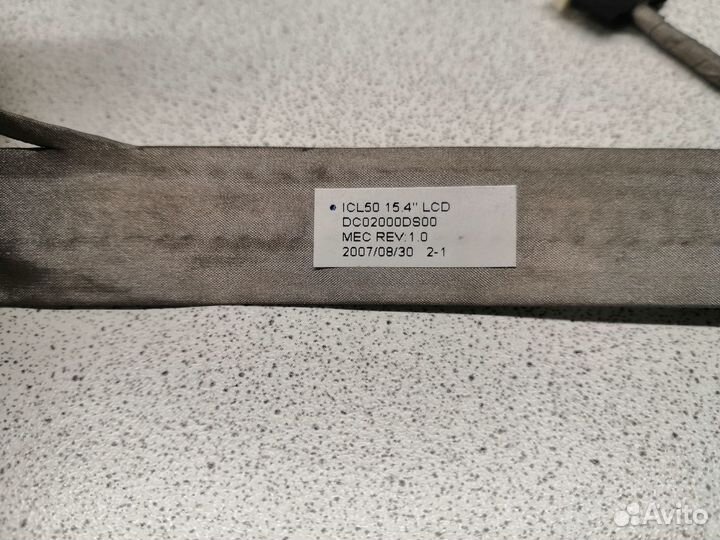 ICL50 15.4" LCD
DC02000DS00
MEC REV:1.0
2007/08/30 2-1
Avito